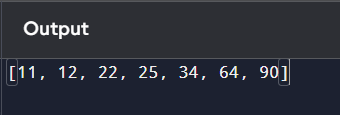 Output
[11, 12, 22, 25, 34, 64, 90]